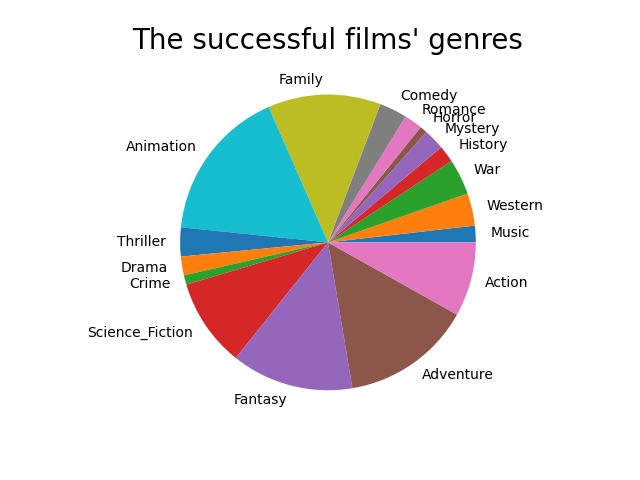 The successful films' genres
Family
Comedy
Romance
Horror
Mystery
History
War
Western
Music
Animation
Thriller
Drama
Crime
Science_Fiction
Fantasy
Adventure
Action